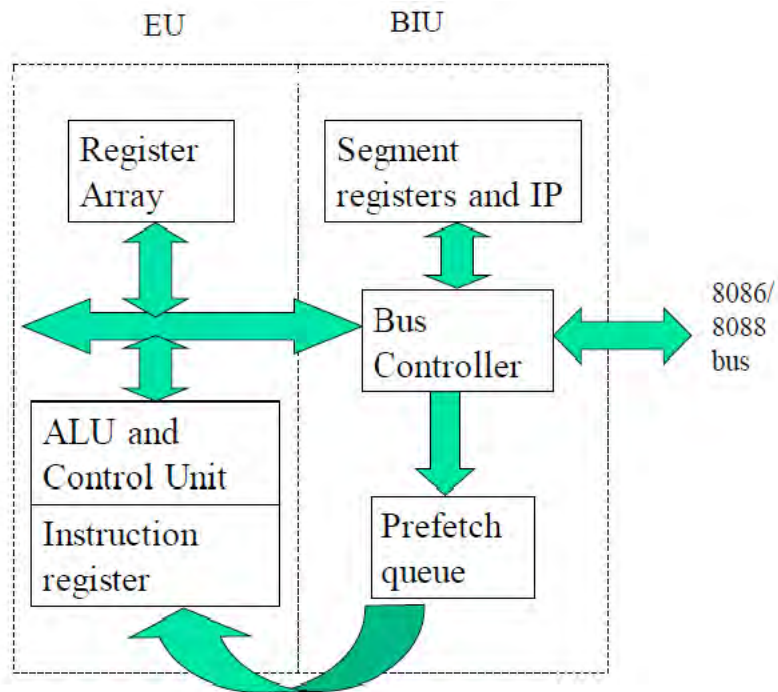 EU
BIU
Register
Array
Segment
registers and IP
8086/
8088
bus
Bus
Controller
ALU and
Control Unit
Instruction
register
Prefetch
queue